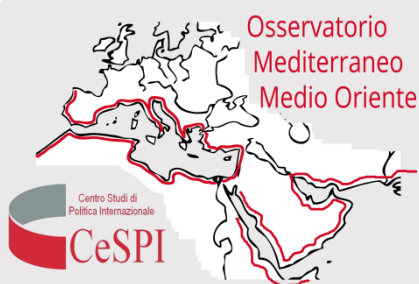 Osservatorio
Mediterraneo
Medio Oriente
Centro Studi di
Politica Internazionale
CeSPI